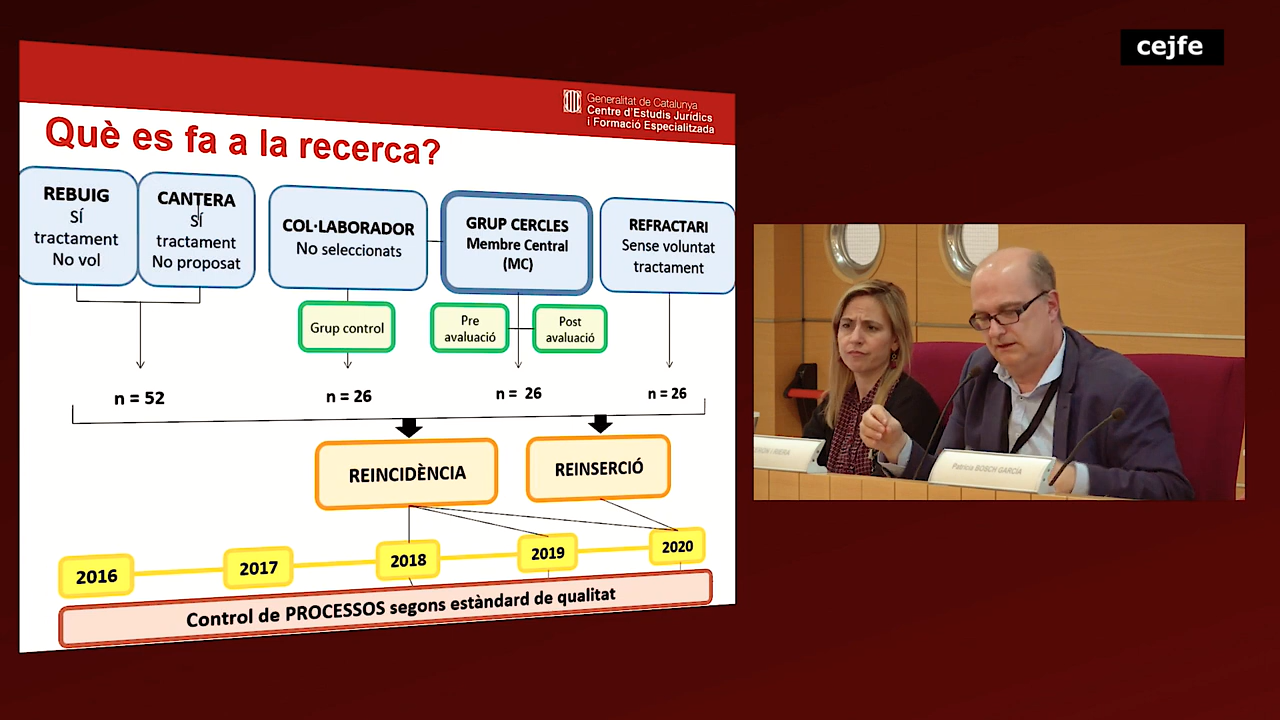 cejfe
Generalitat de Catalunya
Centre d'Estudis Jurídics
i Formació Especialitzada
Què es fa a la recerca?
REBUIG
SÍ
tractament
No vol
CANTERA
SÍ
tractament
No proposat
COL·LABORADOR
No seleccionats
GRUP CERCLES
Membre Central
(MC)
REFRACTARI
Sense voluntat
tractament
Grup control
Pre
avaluació
Post
avaluació
n = 52
n = 26
n = 26
n = 26
REINCIDÈNCIA
REINSERCIÓ
2016
2017
2018
2019
2020
Control de PROCESSOS segons estàndard de qualitat
Patricia BOSCH GARCÍA